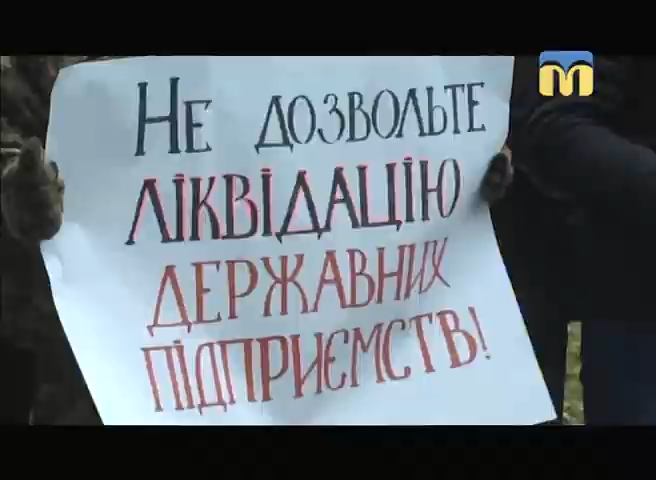 НЕ ДОЗВОЛЬТЕ
ЛІКВІДАЦІЮ
ДЕРЖАВНИХ
ПІДПРИЄМСТВ!
М